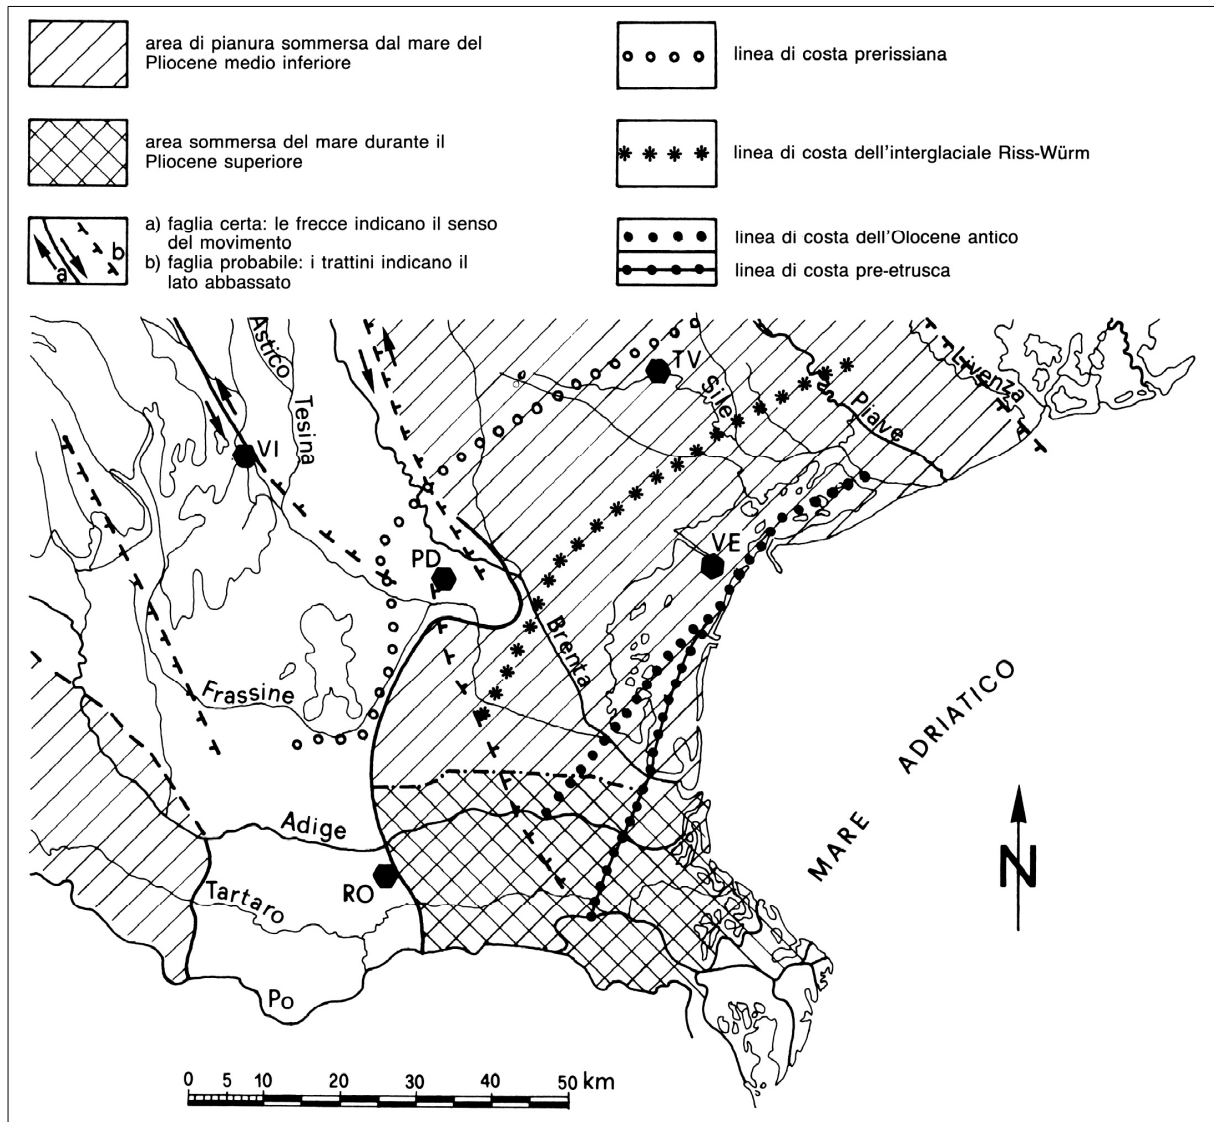 area di pianura sommersa dal mare del
Pliocene medio inferiore
area sommersa del mare durante il
Pliocene superiore
a
b
a) faglia certa: le frecce indicano il senso
del movimento
b) faglia probabile: i trattini indicano il
lato abbassato
linea di costa prerissiana
linea di costa dell'interglaciale Riss-Würm
linea di costa dell'Olocene antico
linea di costa pre-etrusca
Astico
Tesina
VI
TV
Sile
Piave
Livenza
PD
VE
Brenta
Frassine
Adige
RO
Tartaro
Po
MARE ADRIATICO
N
0 5 10 20 30 40 50 km